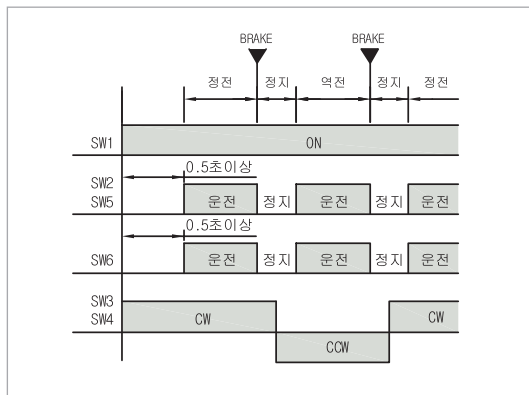 BRAKE BRAKE
정전 정지 역전 정지 정전
SW1 ON
0.5초이상
SW2
SW5 운전 정지 운전 정지 운전
0.5초이상
SW6 운전 정지 운전 정지 운전
SW3
SW4 CW CW
CCW